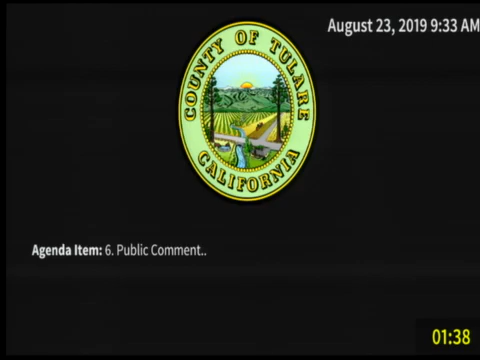 August 23, 2019 9:33 AM
COUNTY OF TULARE
CALIFORNIA
Agenda Item: 6. Public Comment..
01:38